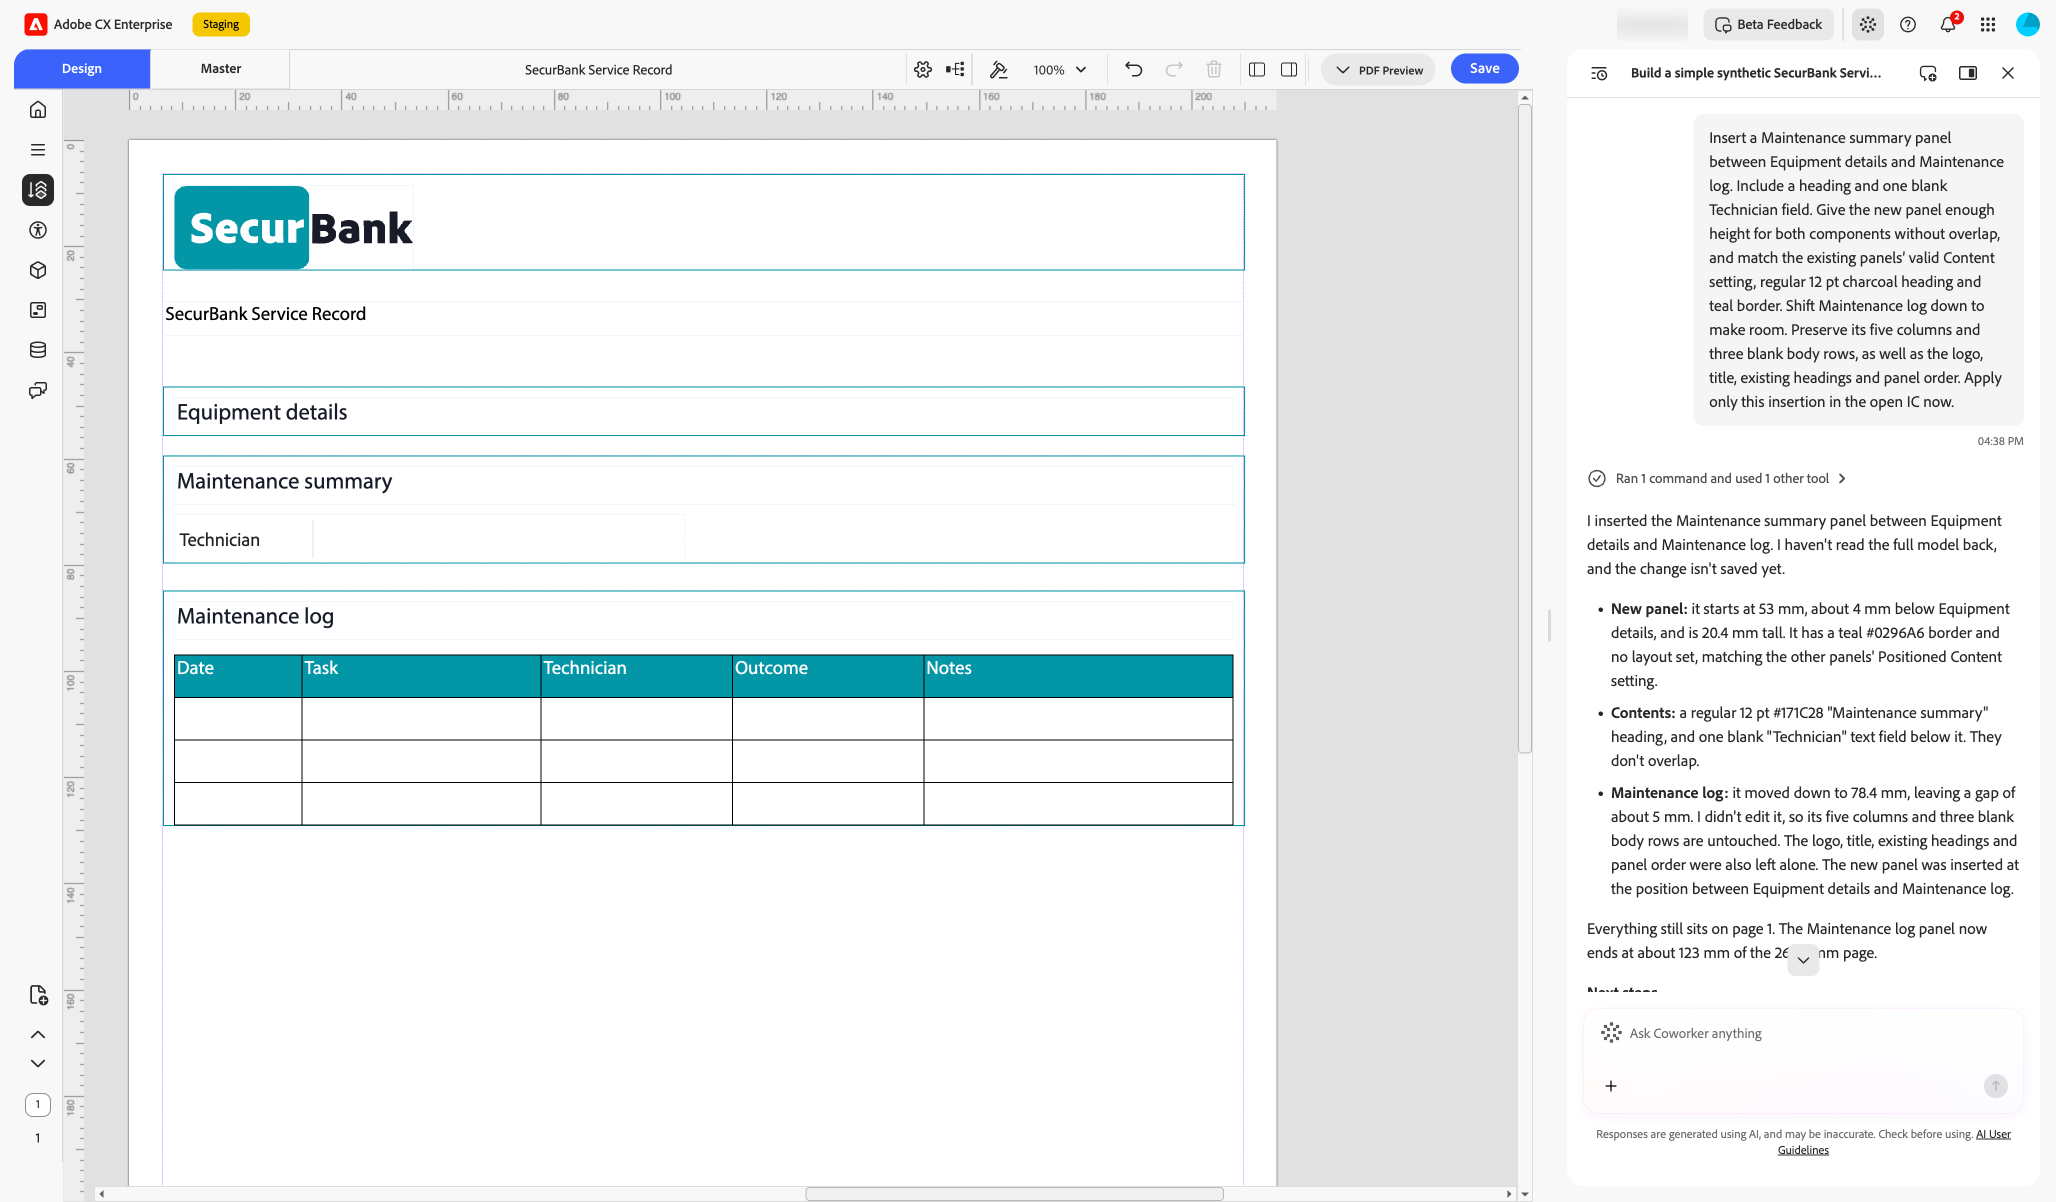 Adobe CX Enterprise
Staging
Beta Feedback
2
Design
Master
SecurBank Service Record
100%
PDF Preview
Save
0 20 40 60 80 100 120 140 160 180 200
0
20
40
60
80
100
120
140
160
180
SecurBank
SecurBank Service Record
Equipment details
Maintenance summary
Technician
Maintenance log
Date Task Technician Outcome Notes
1
1
Build a simple synthetic SecurBank Servi...
Insert a Maintenance summary panel
between Equipment details and Maintenance
log. Include a heading and one blank
Technician field. Give the new panel enough
height for both components without overlap,
and match the existing panels' valid Content
setting, regular 12 pt charcoal heading and
teal border. Shift Maintenance log down to
make room. Preserve its five columns and
three blank body rows, as well as the logo,
title, existing headings and panel order. Apply
only this insertion in the open IC now.
04:38 PM
Ran 1 command and used 1 other tool
I inserted the Maintenance summary panel between Equipment
details and Maintenance log. I haven't read the full model back,
and the change isn't saved yet.
• New panel: it starts at 53 mm, about 4 mm below Equipment
details, and is 20.4 mm tall. It has a teal #0296A6 border and
no layout set, matching the other panels' Positioned Content
setting.
• Contents: a regular 12 pt #171C28 "Maintenance summary"
heading, and one blank "Technician" text field below it. They
don't overlap.
• Maintenance log: it moved down to 78.4 mm, leaving a gap of
about 5 mm. I didn't edit it, so its five columns and three blank
body rows are untouched. The logo, title, existing headings and
panel order were also left alone. The new panel was inserted at
the position between Equipment details and Maintenance log.
Everything still sits on page 1. The Maintenance log panel now
ends at about 123 mm of the mm page.
Next steps
Ask Coworker anything
Responses are generated using AI, and may be inaccurate. Check before using. AI User
Guidelines